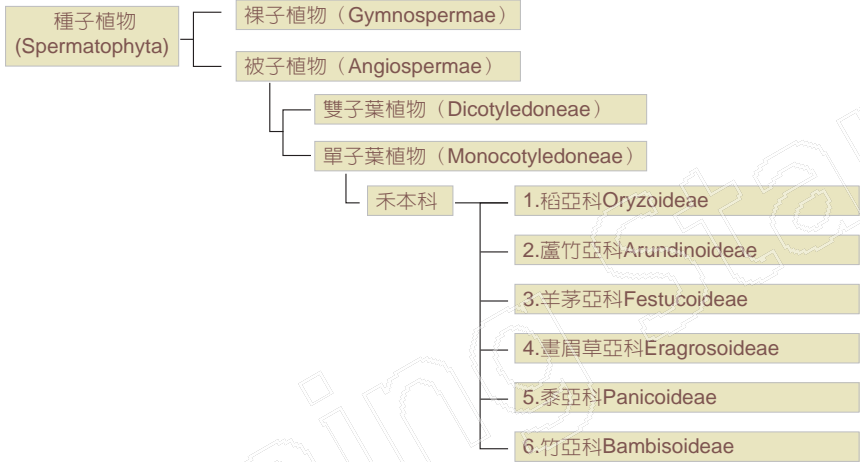 種子植物
(Spermatophyta)
裸子植物（Gymnospermae）
被子植物（Angiospermae）
雙子葉植物（Dicotyledoneae）
單子葉植物（Monocotyledoneae）
禾本科
1.稻亞科Oryzoideae
2.蘆竹亞科Arundinoideae
3.羊茅亞科Festucoideae
4.畫眉草亞科Eragrosoideae
5.黍亞科Panicoideae
6.竹亞科Bambisoideae